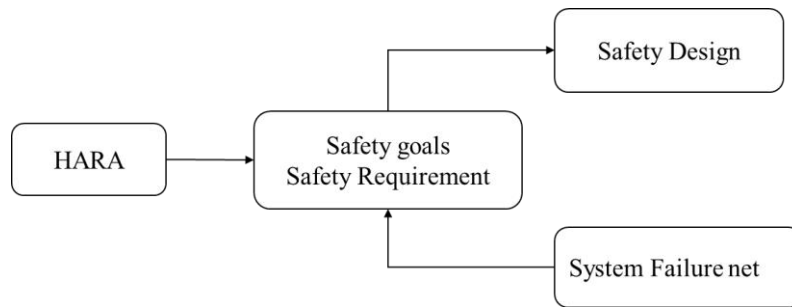 Safety Design
HARA
Safety goals
Safety Requirement
System Failure net